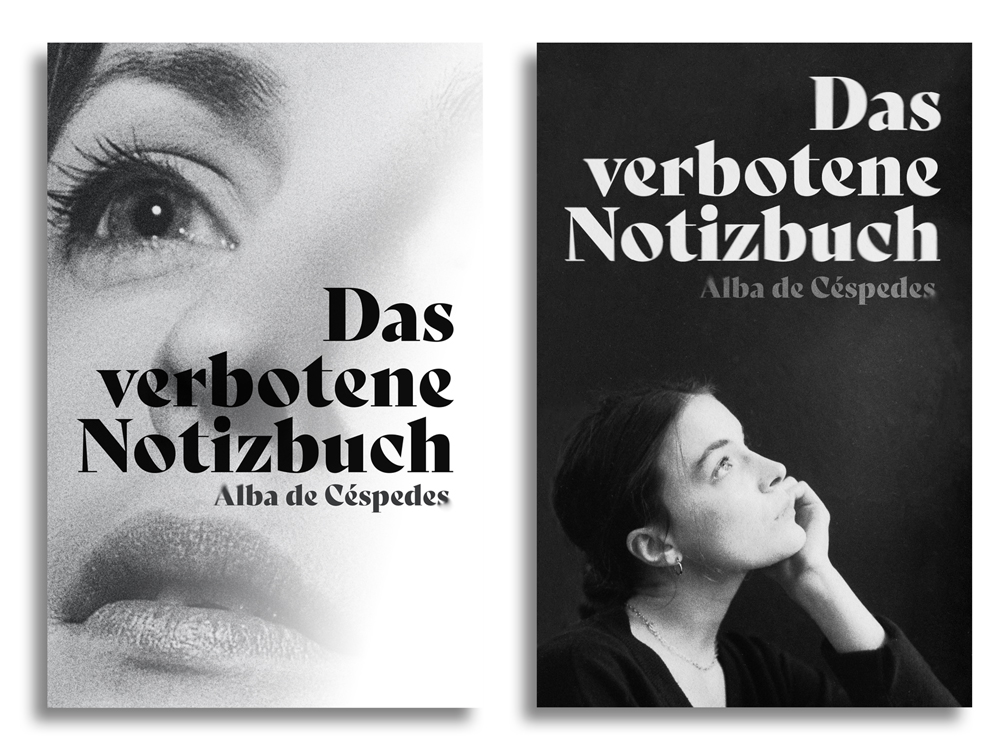 Das
verbotene
Notizbuch
Alba de Céspedes
Das
verbotene
Notizbuch
Alba de Céspedes